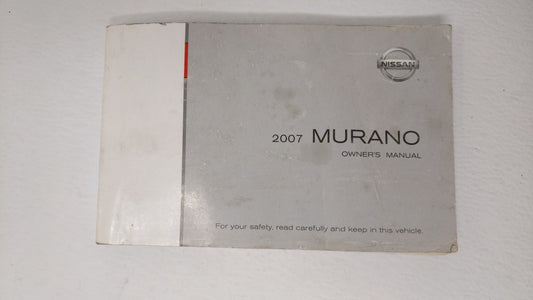 NISSAN
2007 MURANO
OWNER'S MANUAL
For your safety, read carefully and keep in this vehicle.